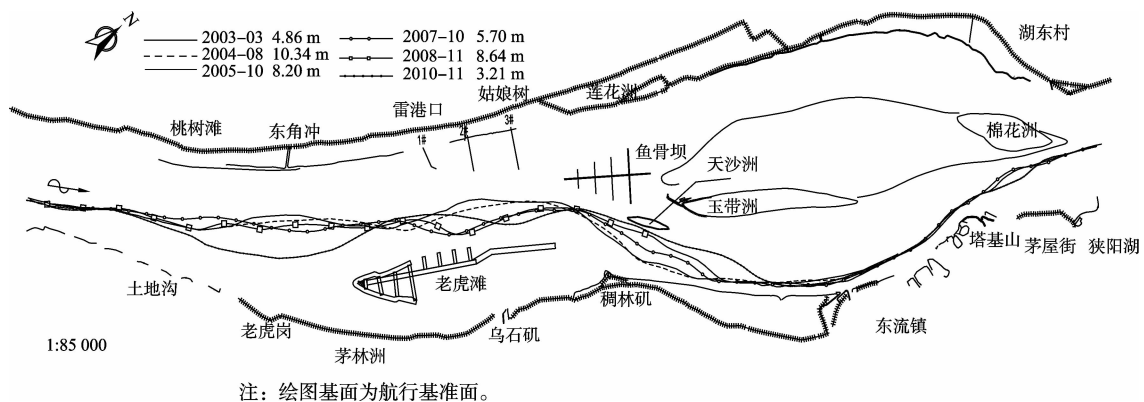 N
2003-03 4.86 m
2004-08 10.34 m
2005-10 8.20 m
2007-10 5.70 m
2008-11 8.64 m
2010-11 3.21 m
湖东村
姑娘树
莲花洲
雷港口
桃树滩
东角冲
1#
2#
3#
棉花洲
鱼骨坝
天沙洲
玉带洲
塔基山
茅屋街
狭阳湖
土地沟
老虎滩
稠林矶
老虎岗
乌石矶
东流镇
茅林洲
1:85 000
注：绘图基面为航行基准面。